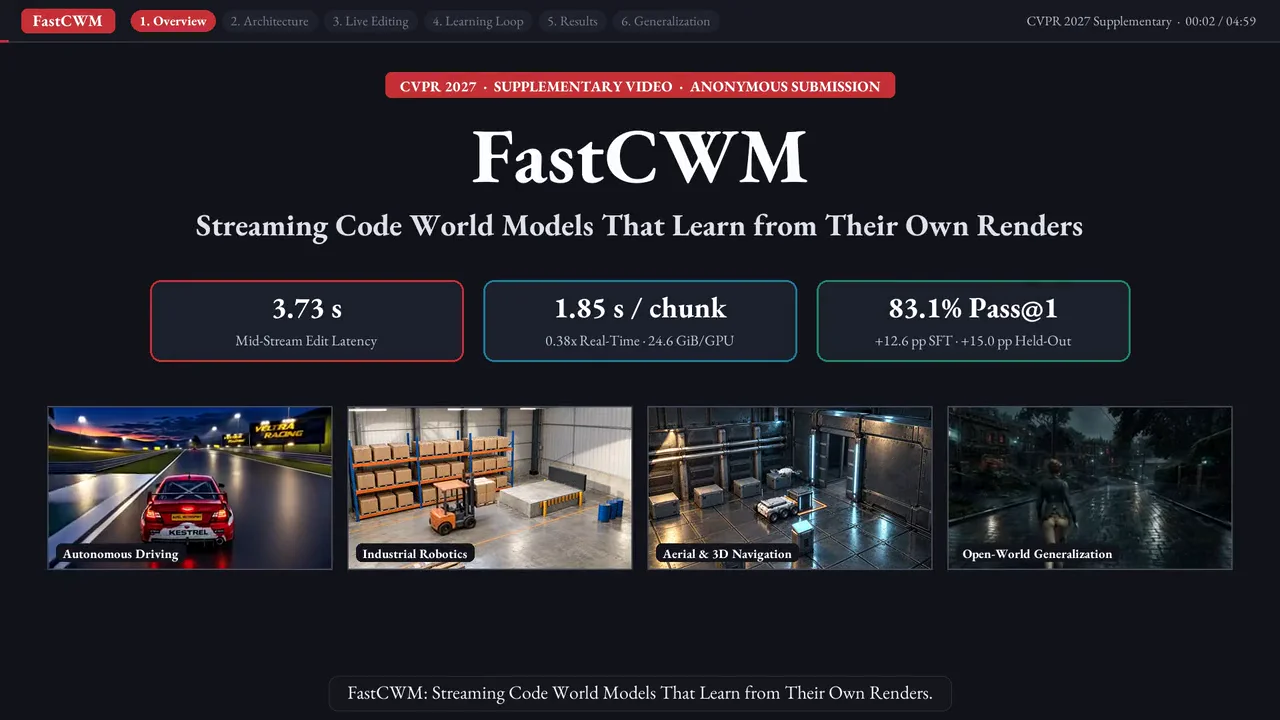 FastCWM
1. Overview
2. Architecture
3. Live Editing
4. Learning Loop
5. Results
6. Generalization
CVPR 2027 Supplementary · 00:02 / 04:59
CVPR 2027 · SUPPLEMENTARY VIDEO · ANONYMOUS SUBMISSION
FastCWM
Streaming Code World Models That Learn from Their Own Renders
3.73 s
Mid-Stream Edit Latency
1.85 s / chunk
0.38x Real-Time · 24.6 GiB/GPU
83.1% Pass@1
+12.6 pp SFT · +15.0 pp Held-Out
RACING
KESTREL
Autonomous Driving
Industrial Robotics
Aerial & 3D Navigation
Open-World Generalization
FastCWM: Streaming Code World Models That Learn from Their Own Renders.